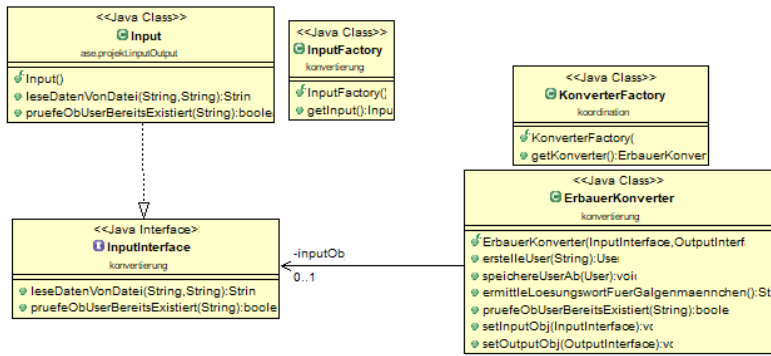 <<Java Class>>
Input
ase.projekt.inputOutput
Input()
leseDatenVonDatei(String,String):Strin
pruefeObUserBereitsExistiert(String):boole
<<Java Class>>
InputFactory
konvertierung
InputFactory()
getInput():Inpu
<<Java Class>>
KonverterFactory
koordination
KonverterFactory(
getKonverter():ErbauerKonver
<<Java Class>>
ErbauerKonverter
konvertierung
ErbauerKonverter(InputInterface,OutputInterf
erstelleUser(String):User
speichereUserAb(User):voic
ermittleLoesungswortFuerGalgenmaennchen():St
pruefeObUserBereitsExistiert(String):boole
setInputObj(InputInterface):vc
setOutputObj(OutputInterface):vc
<<Java Interface>>
InputInterface
konvertierung
leseDatenVonDatei(String,String):Strin
pruefeObUserBereitsExistiert(String):boole
-inputOb
0..1